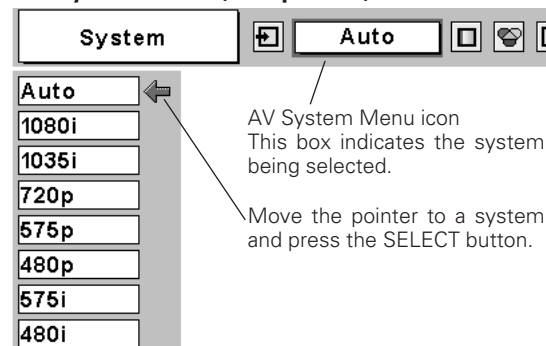 System
Auto
Auto
1080i
1035i
720p
575p
480p
575i
480i
AV System Menu icon
This box indicates the system
being selected.
Move the pointer to a system
and press the SELECT button.